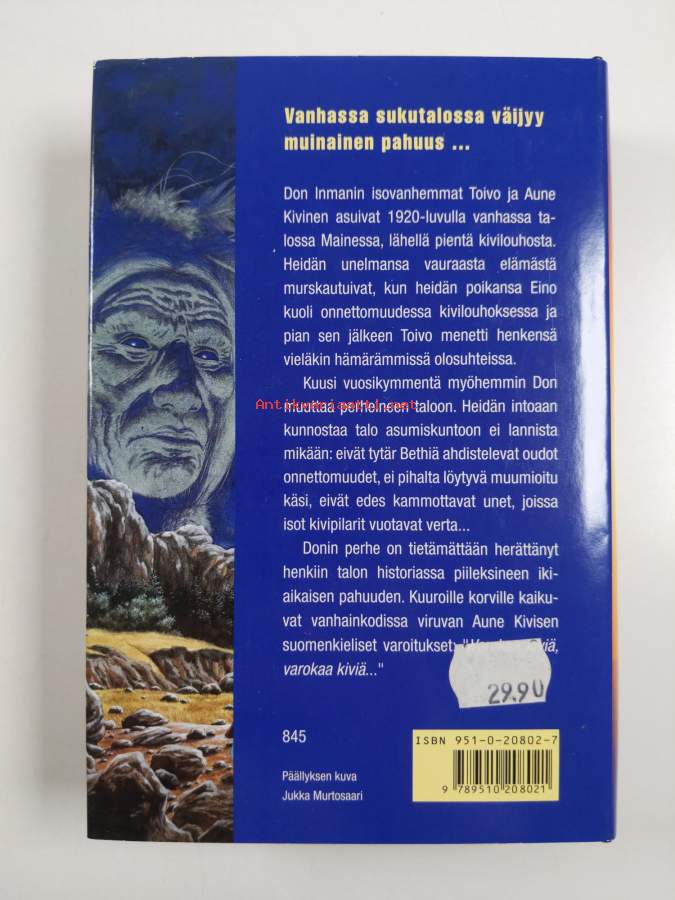 Vanhassa sukutalossa väijyy
muinainen pahuus ...
Don Inmanin isovanhemmat Toivo ja Aune
Kivinen asuivat 1920-luvulla vanhassa ta-
lossa Mainessa, lähellä pientä kivilouhosta.
Heidän unelmansa vauraasta elämästä
murskautuivat, kun heidän poikansa Eino
kuoli onnettomuudessa kivilouhoksessa ja
pian sen jälkeen Toivo menetti henkensä
vieläkin hämärämmissä olosuhteissa.
Kuusi vuosikymmentä myöhemmin Don
Antikvariaatti.net
muuttaa perheineen taloon. Heidän intoaan
kunnostaa talo asumiskuntoon ei lannista
mikään: eivät tytär Bethiä ahdistelevat oudot
onnettomuudet, ei pihalta löytyvä muumioitu
käsi, eivät edes kammottavat unet, joissa
isot kivipilarit vuotavat verta...
Donin perhe on tietämättään herättänyt
henkiin talon historiassa piileksineen iki-
aikaisen pahuuden. Kuuroille korville kaiku-
vat vanhainkodissa viruvan Aune Kivisen
suomenkieliset varoitukset: "
varokaa kiviä..."
29.90
845
Päällyksen kuva
Jukka Murtosaari
ISBN 951-0-20802-7
9 789510 208021